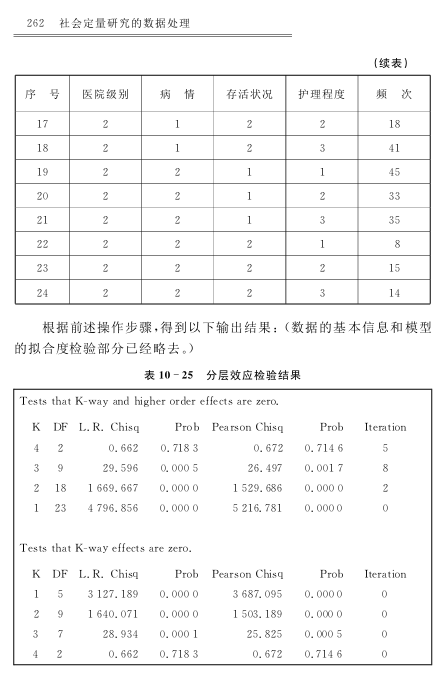 262 社会定量研究的数据处理
(续表)
序 号 医院级别 病 情 存活状况 护理程度 频 次
17 2 1 2 2 18
18 2 1 2 3 41
19 2 2 1 1 45
20 2 2 1 2 33
21 2 2 1 3 35
22 2 2 2 1 8
23 2 2 2 2 15
24 2 2 2 3 14
根据前述操作步骤,得到以下输出结果:(数据的基本信息和模型
的拟合度检验部分已经略去。)
表 10-25 分层效应检验结果
Tests that K-way and higher order effects are zero.
K DF L.R. Chisq Prob Pearson Chisq Prob Iteration
4 2 0.662 0.718 3 0.672 0.714 6 5
3 9 29.596 0.000 5 26.497 0.001 7 8
2 18 1 669.667 0.000 0 1 529.686 0.000 0 2
1 23 4 796.856 0.000 0 5 216.781 0.000 0 0
Tests that K-way effects are zero.
K DF L.R. Chisq Prob Pearson Chisq Prob Iteration
1 5 3 127.189 0.000 0 3 687.095 0.000 0 0
2 9 1 640.071 0.000 0 1 503.189 0.000 0 0
3 7 28.934 0.000 1 25.825 0.000 5 0
4 2 0.662 0.718 3 0.672 0.714 6 0